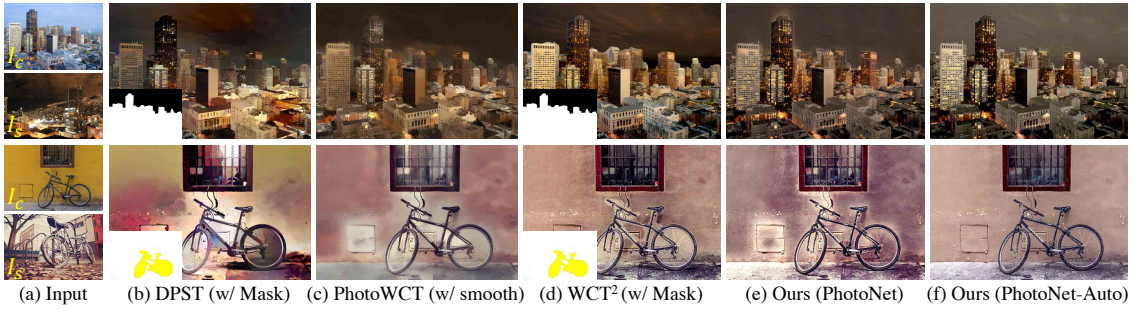 I_c
I_s
I_c
I_s
(a) Input (b) DPST (w/ Mask) (c) PhotoWCT (w/ smooth) (d) WCT² (w/ Mask) (e) Ours (PhotoNet) (f) Ours (PhotoNet-Auto)